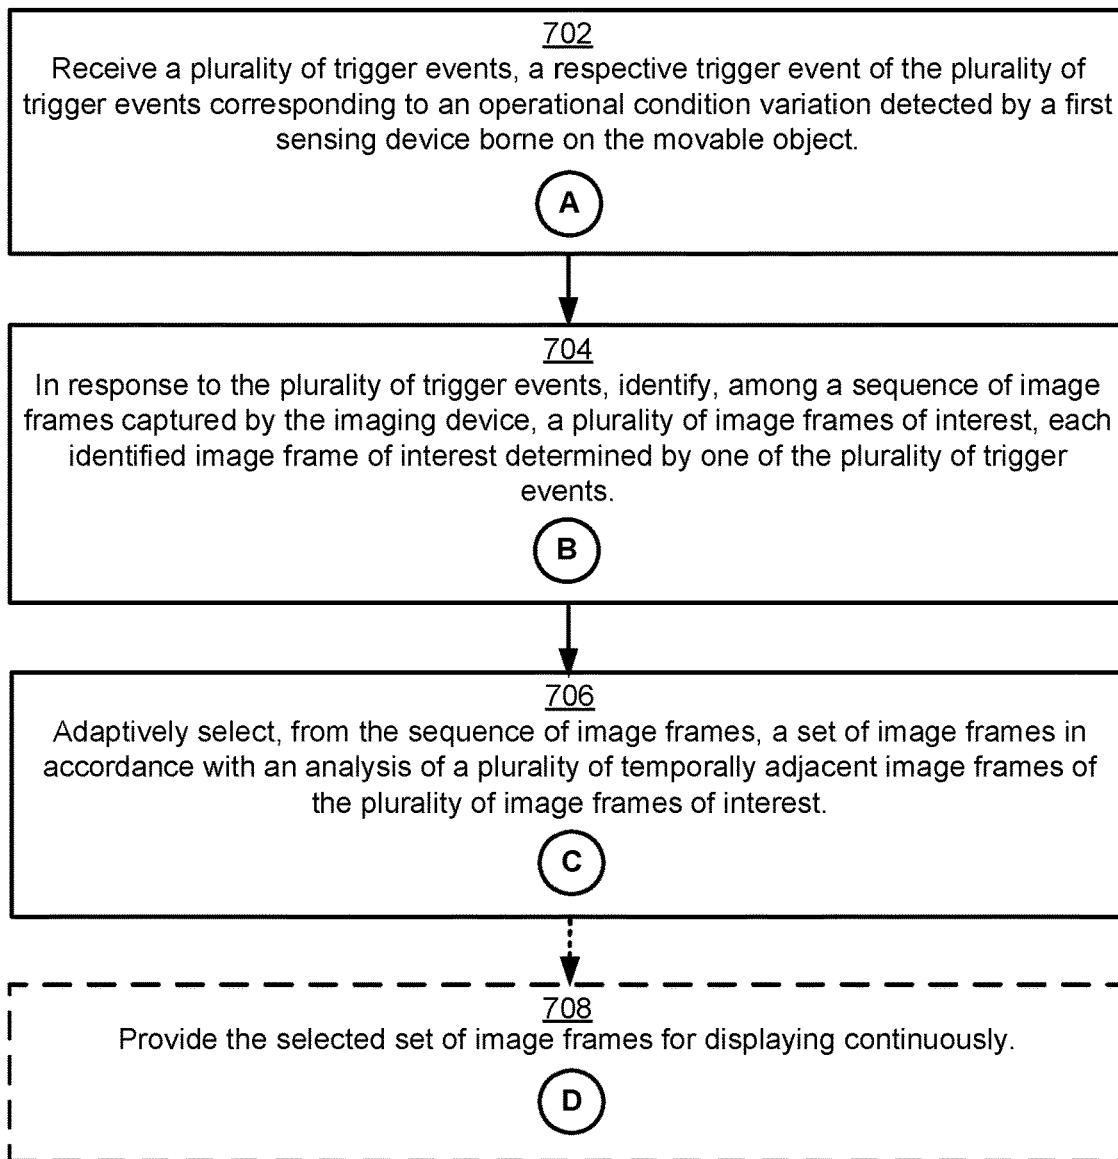 702
Receive a plurality of trigger events, a respective trigger event of the plurality of
trigger events corresponding to an operational condition variation detected by a first
sensing device borne on the movable object.
A
704
In response to the plurality of trigger events, identify, among a sequence of image
frames captured by the imaging device, a plurality of image frames of interest, each
identified image frame of interest determined by one of the plurality of trigger
events.
B
706
Adaptively select, from the sequence of image frames, a set of image frames in
accordance with an analysis of a plurality of temporally adjacent image frames of
the plurality of image frames of interest.
C
708
Provide the selected set of image frames for displaying continuously.
D